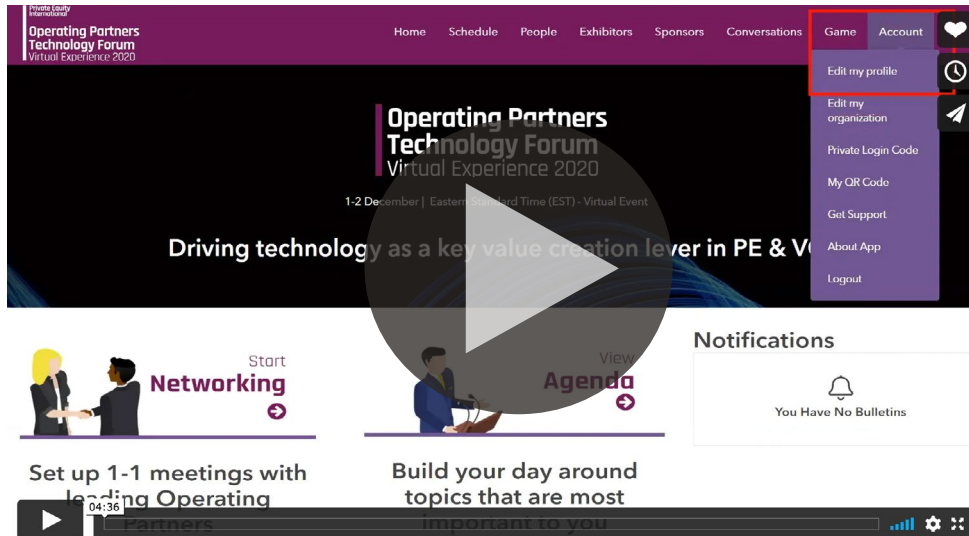 Private Equity
International
Operating Partners
Technology Forum
Virtual Experience 2020
Home Schedule People Exhibitors Sponsors Conversations Game Account
Edit my profile
Edit my
organization
Private Login Code
My QR Code
Get Support
About App
Logout
Operating Partners
Technology Forum
Virtual Experience 2020
1-2 December | Eastern Standard Time (EST) - Virtual Event
Driving technology as a key value creation lever in PE & V
Start
Networking
View
Agenda
Notifications
You Have No Bulletins
Set up 1-1 meetings with
leading Operating
Partners
Build your day around
topics that are most
important to you
04:36